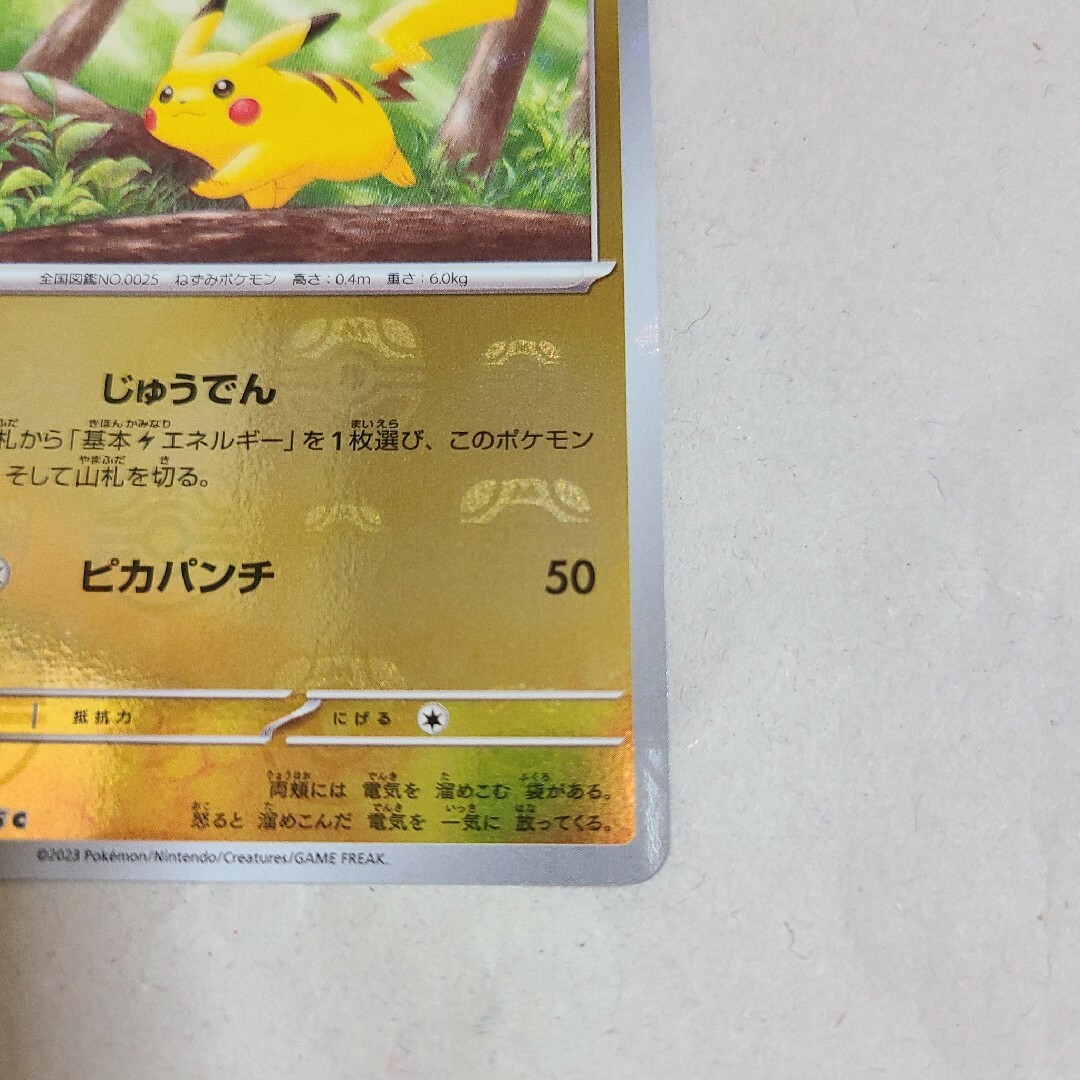 全国図鑑NO.0025 ねずみポケモン 高さ:0.4m 重さ:6.0kg
じゅうでん
札から「基本エネルギー」を1枚選び、このポケモン
そして山札を切る。
ピカパンチ 50
抵抗力 にげる
両頬には 電気を 溜めこむ 袋がある。
怒ると 溜めこんだ 電気を 一気に 放ってくる。
C
©2023 Pokémon/Nintendo/Creatures/GAME FREAK.